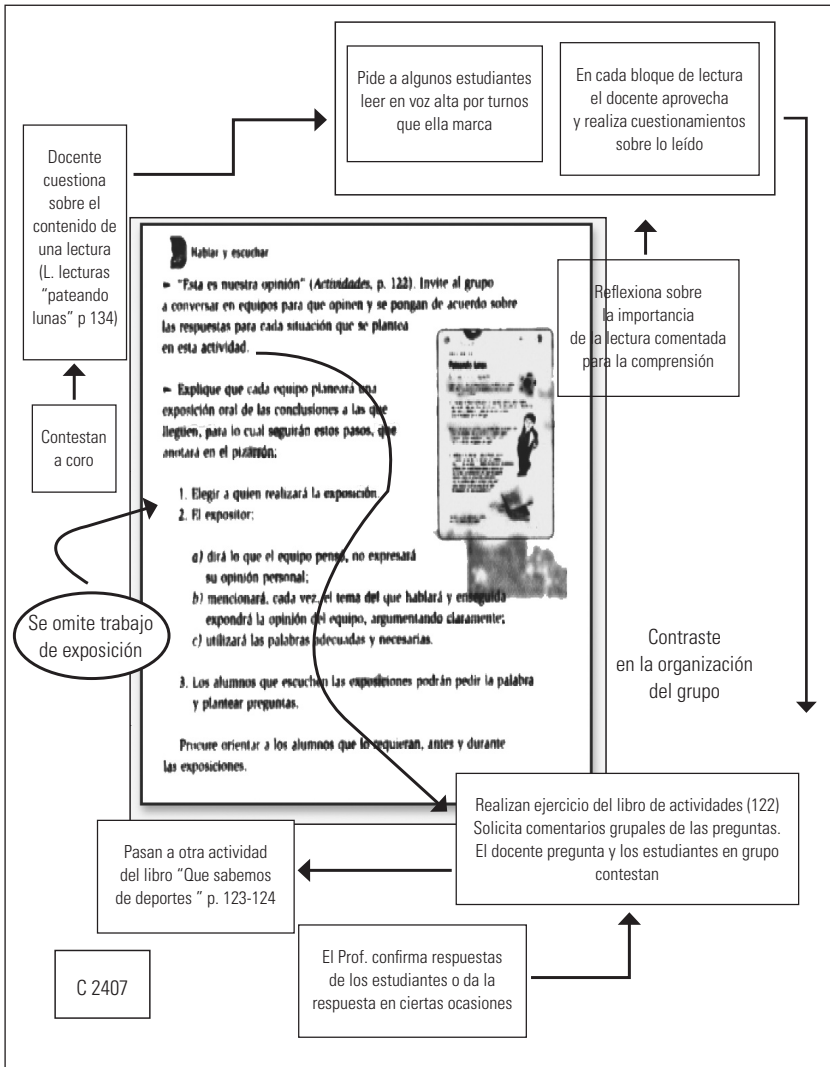 Pide a algunos estudiantes
leer en voz alta por turnos
que ella marca
En cada bloque de lectura
el docente aprovecha
y realiza cuestionamientos
sobre lo leído
Docente
cuestiona
sobre el
contenido de
una lectura
(L. lecturas
"pateando
lunas" p 134)
Contestan
a coro
Se omite trabajo
de exposición
Hablar y escuchar
"Esta es nuestra opinión" (Actividades, p. 122). Invite al grupo
a conversar en equipos para que opinen y se pongan de acuerdo sobre
las respuestas para cada situación que se plantea
en esta actividad.
Explique que cada equipo planeará una
exposición oral de las conclusiones a las que
lleguen, para lo cual seguirán estos pasos, que
anotará en el pizarrón:
1. Elegir a quien realizará la exposición.
2. El expositor:
a) dirá lo que el equipo pensó, no expresará
su opinión personal;
b) mencionará, cada vez, el tema del que hablará y enseguida
expondrá la opinión del equipo, argumentando claramente;
c) utilizará las palabras adecuadas y necesarias.
3. Los alumnos que escuchen las exposiciones podrán pedir la palabra
y plantear preguntas.
Procure orientar a los alumnos que lo requieran, antes y durante
las exposiciones.
Pateando lunas
Reflexiona sobre
la importancia
de la lectura comentada
para la comprensión
Contraste
en la organización
del grupo
Realizan ejercicio del libro de actividades (122)
Solicita comentarios grupales de las preguntas.
El docente pregunta y los estudiantes en grupo
contestan
Pasan a otra actividad
del libro "Que sabemos
de deportes " p. 123-124
El Prof. confirma respuestas
de los estudiantes o da la
respuesta en ciertas ocasiones
C 2407